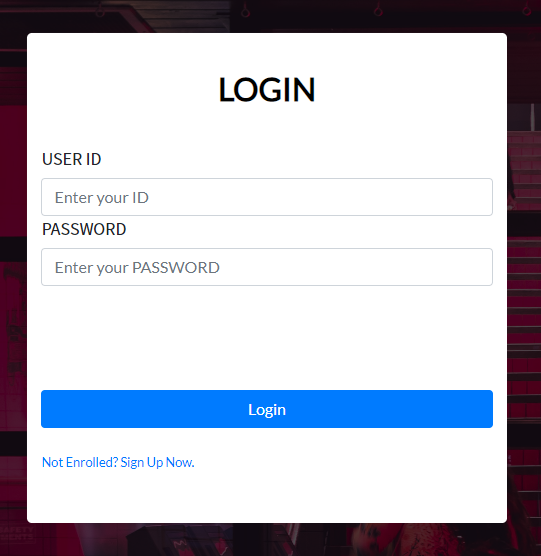 LOGIN
USER ID
Enter your ID
PASSWORD
Enter your PASSWORD
Login
Not Enrolled? Sign Up Now.